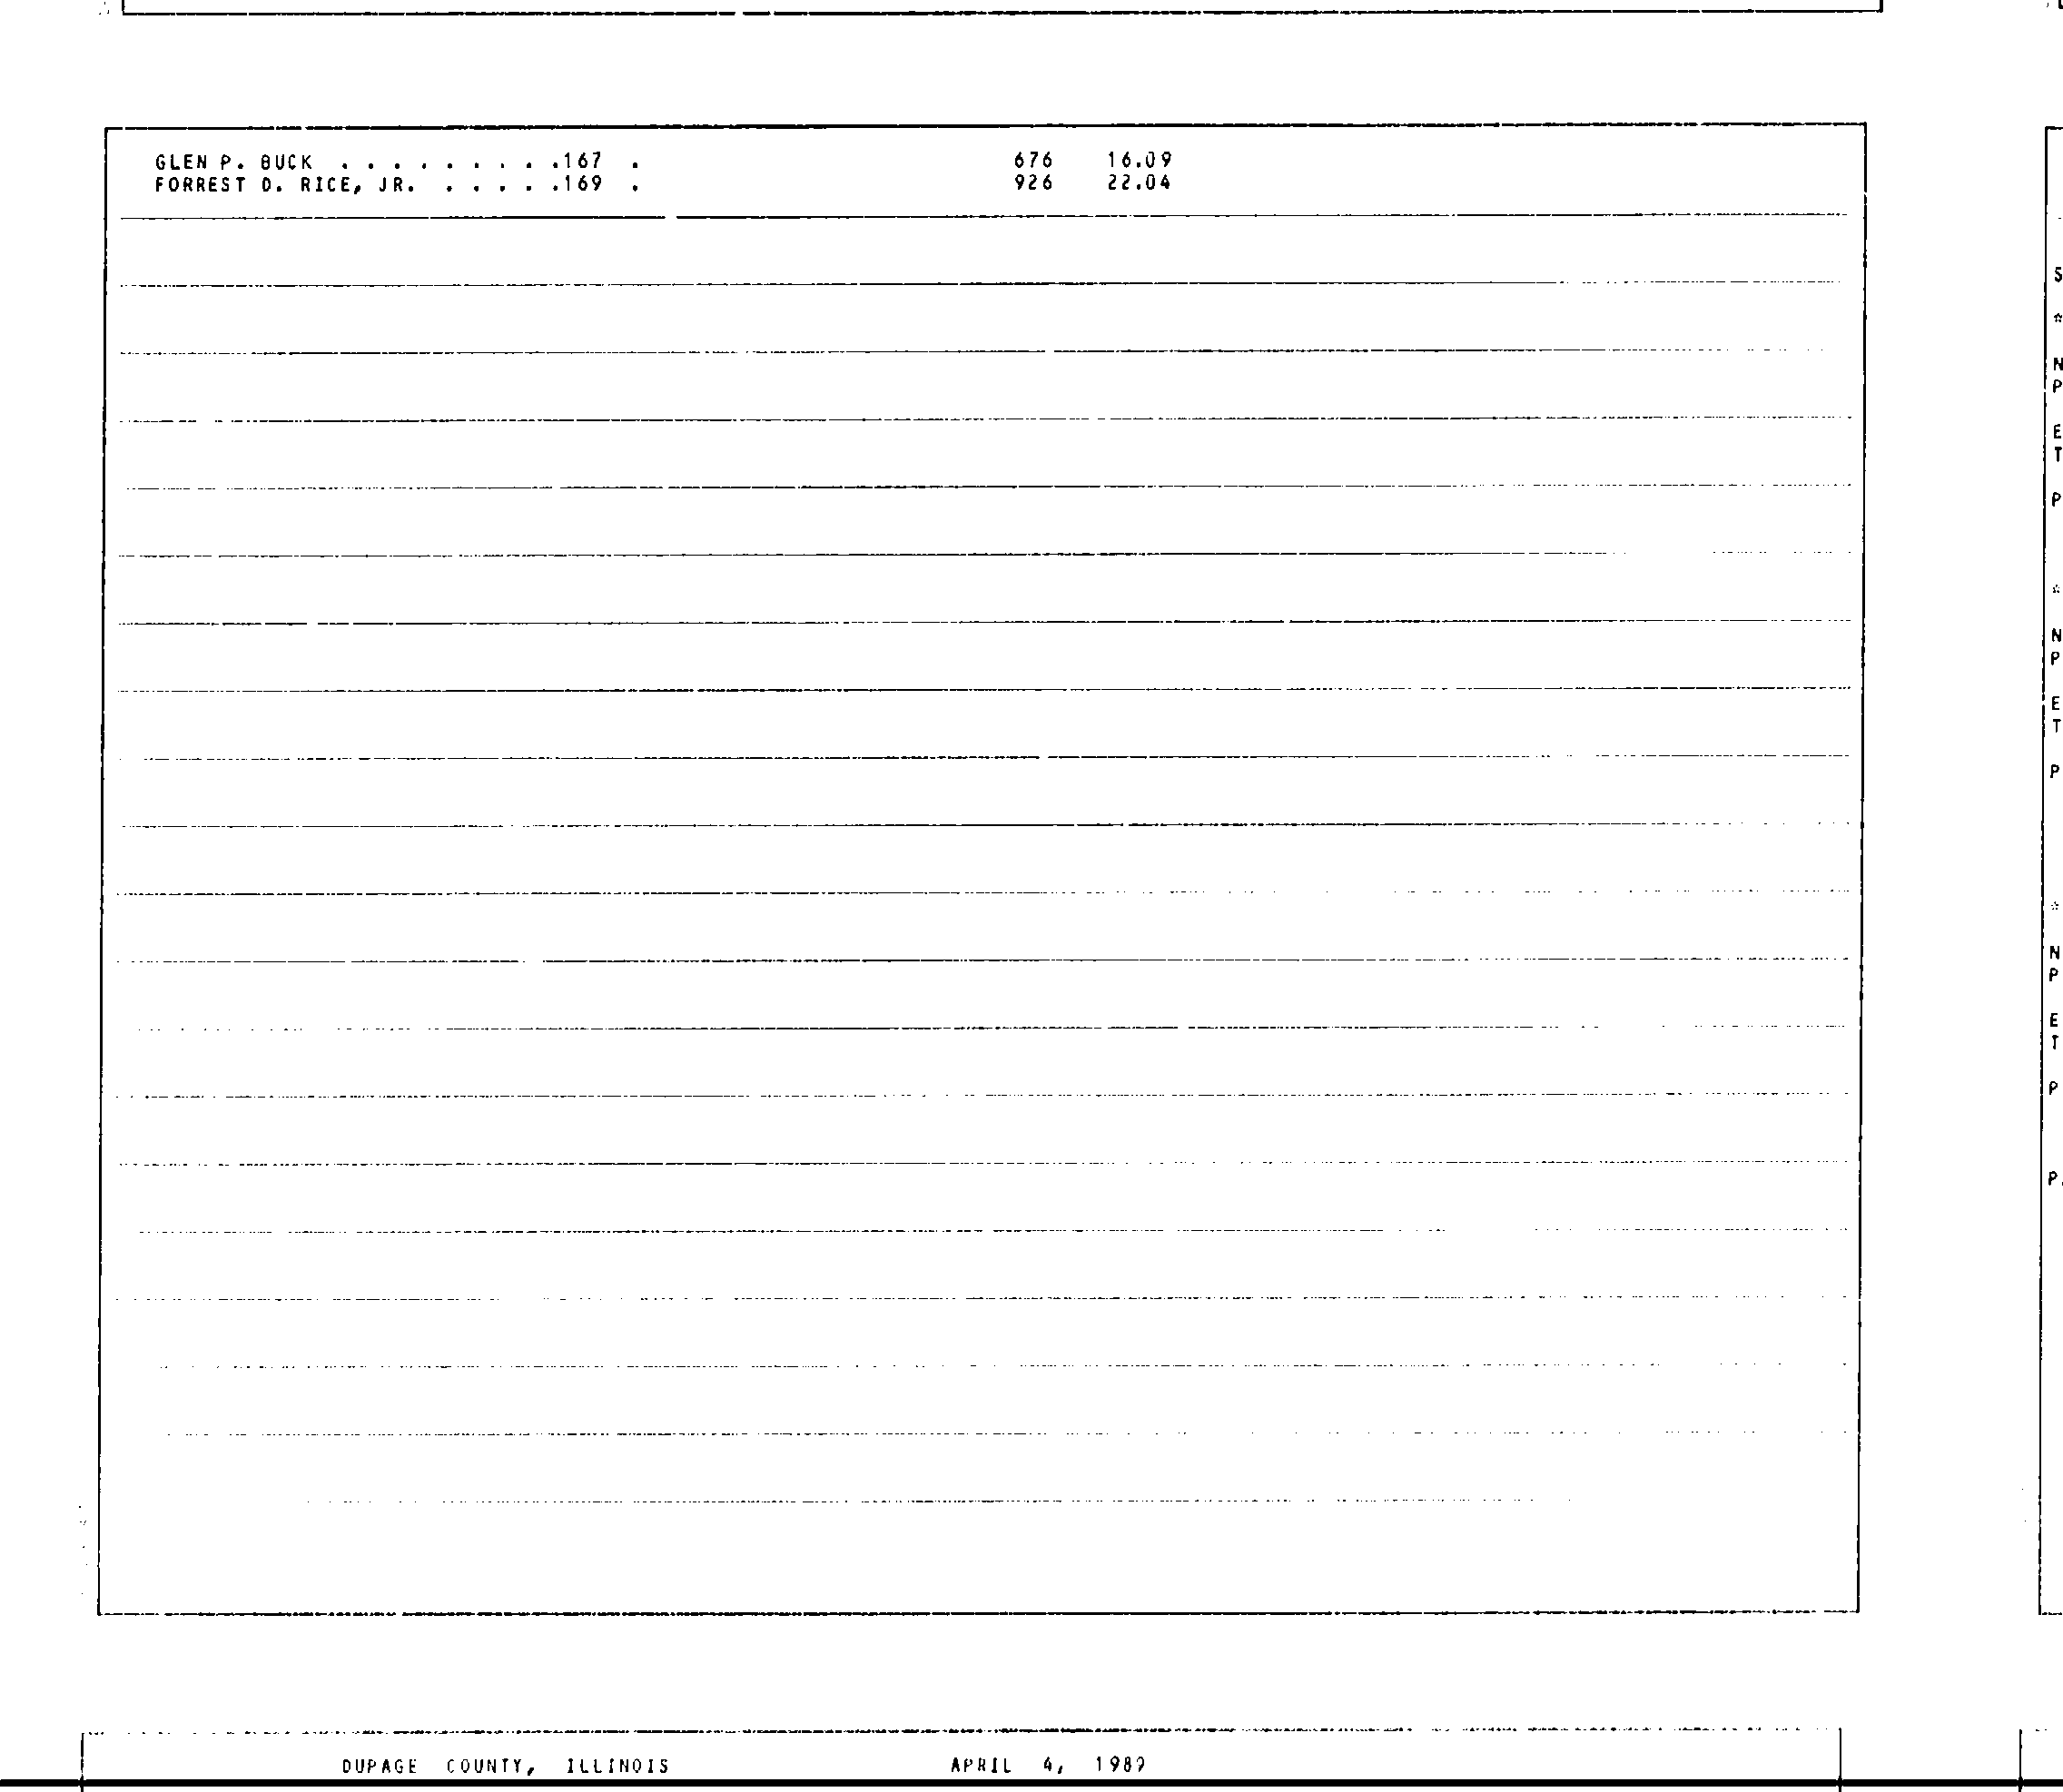 GLEN P. BUCK . . . . . . . . .167 . 676 16.09
FORREST D. RICE, JR. . . . . .169 . 926 22.04
S
*
N
P
E
T
P
*
N
P
E
T
P
*
N
P
E
T
P
P.
DUPAGE COUNTY, ILLINOIS APRIL 4, 1989